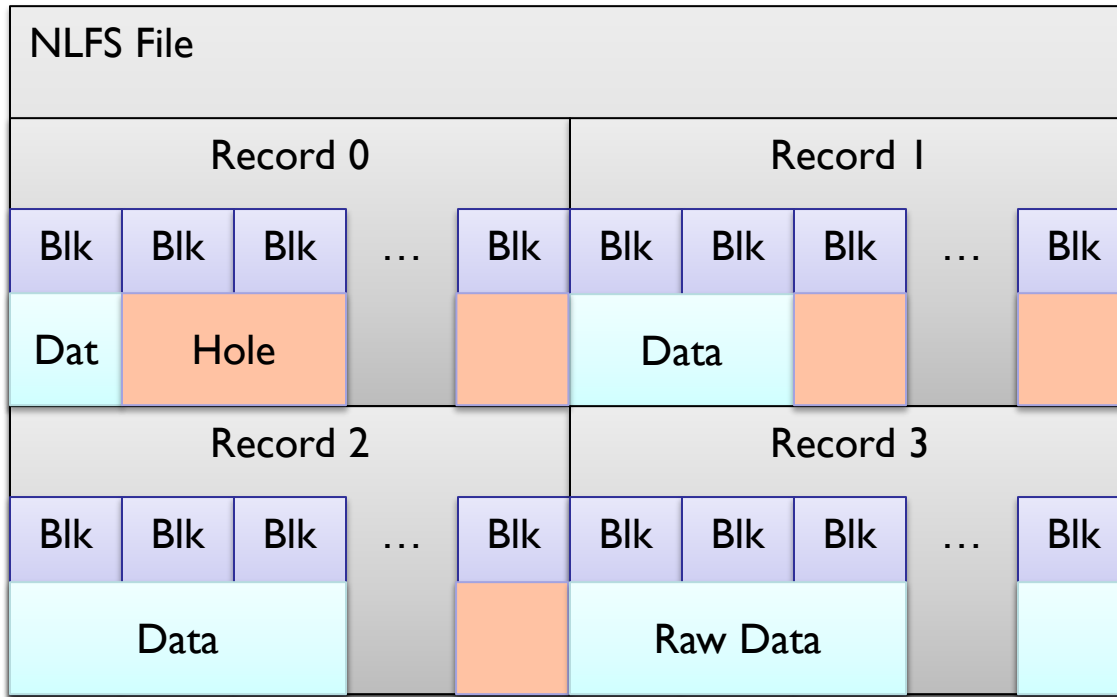 NLFS File
Record 0 Record 1
Blk Blk Blk … Blk Blk Blk Blk … Blk
Dat Hole Data
Record 2 Record 3
Blk Blk Blk … Blk Blk Blk Blk … Blk
Data Raw Data